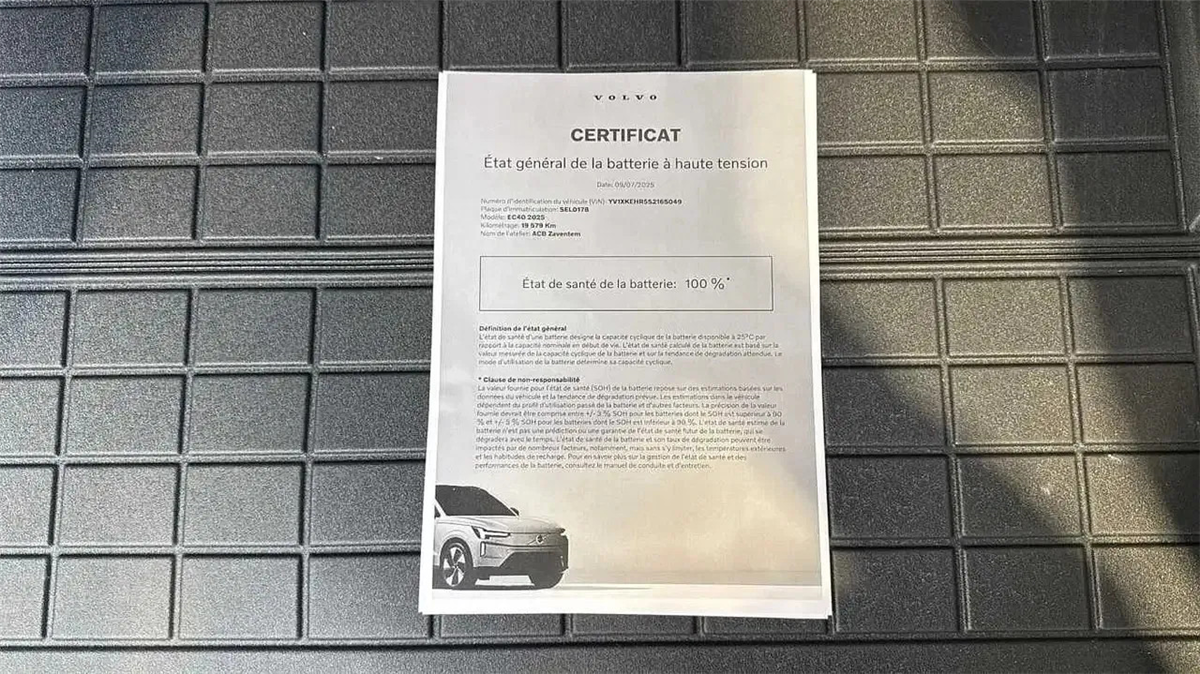 VOLVO
CERTIFICAT
État général de la batterie à haute tension
Date: 09/07/2025
Numéro d'identification du véhicule (VIN): YV1XKEHR5S2165049
Plaque d'immatriculation: SEL0178
Modèle: EC40 2025
Kilométrage: 19 579 Km
Nom de l'atelier: ACB Zaventem
État de santé de la batterie: 100 %*
Définition de l'état général
L'état de santé d'une batterie désigne la capacité cyclique de la batterie disponible à 25°C par
rapport à la capacité nominale en début de vie. L'état de santé calculé de la batterie est basé sur la
valeur mesurée de la capacité cyclique de la batterie et sur la tendance de dégradation attendue. Le
mode d'utilisation de la batterie détermine sa capacité cyclique.
* Clause de non-responsabilité
La valeur fournie pour l'état de santé (SOH) de la batterie repose sur des estimations basées sur les
données du véhicule et la tendance de dégradation prévue. Les estimations dans le véhicule
dépendent du profil d'utilisation passé de la batterie et d'autres facteurs. La précision de la valeur
fournie devrait être comprise entre +/- 3 % SOH pour les batteries dont le SOH est supérieur à 90
% et +/- 5 % SOH pour les batteries dont le SOH est inférieur à 90 %. L'état de santé estimé de la
batterie n'est pas une prédiction ou une garantie de l'état de santé futur de la batterie, qui se
dégradera avec le temps. L'état de santé de la batterie et son taux de dégradation peuvent être
impactés par de nombreux facteurs, notamment, mais sans s'y limiter, les températures extérieures
et les habitudes de recharge. Pour en savoir plus sur la gestion de l'état de santé et des
performances de la batterie, consultez le manuel de conduite et d'entretien.